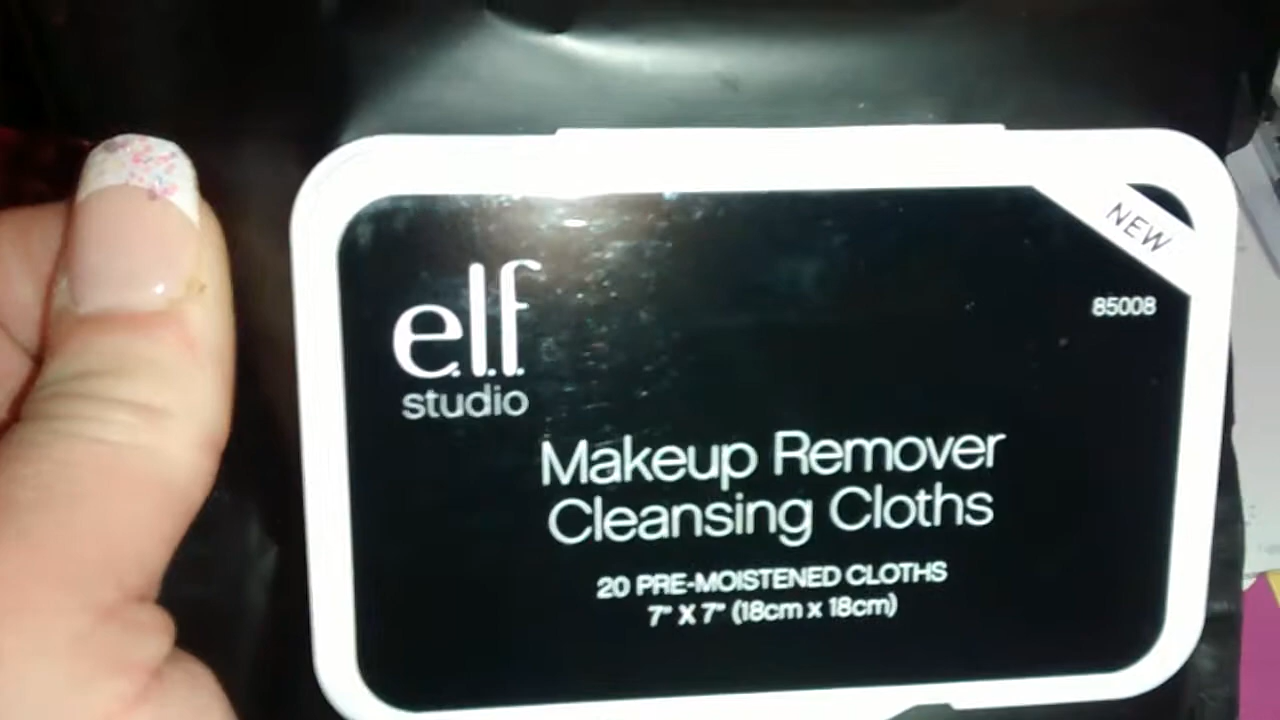 NEW
85008
e.l.f.
studio
Makeup Remover
Cleansing Cloths
20 PRE-MOISTENED CLOTHS
7" X 7" (18cm x 18cm)